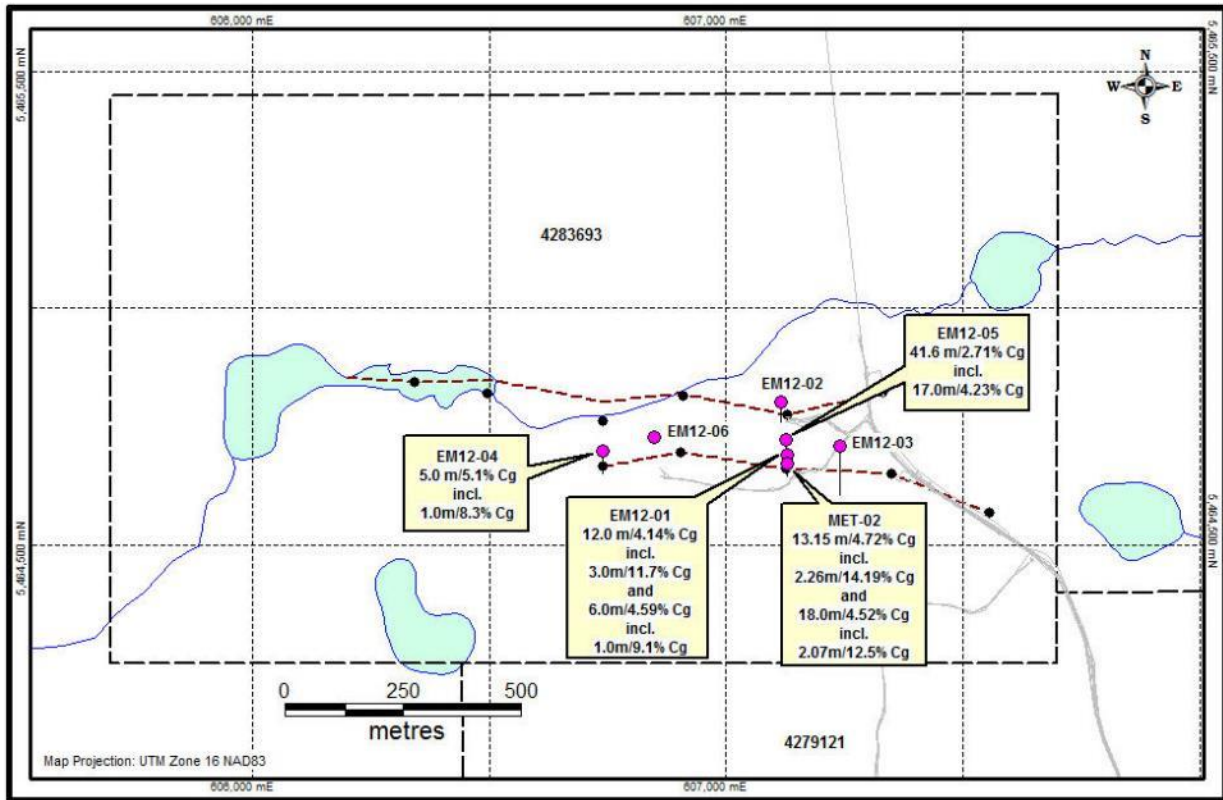 606,000 mE
607,000 mE
5,465,500 mN
5,465,500 mN
N
W
E
S
4283693
EM12-05
41.6 m/2.71% Cg
incl.
17.0m/4.23% Cg
EM12-02
EM12-06
EM12-03
EM12-04
5.0 m/5.1% Cg
incl.
1.0m/8.3% Cg
EM12-01
12.0 m/4.14% Cg
incl.
3.0m/11.7% Cg
and
6.0m/4.59% Cg
incl.
1.0m/9.1% Cg
MET-02
13.15 m/4.72% Cg
incl.
2.26m/14.19% Cg
and
18.0m/4.52% Cg
incl.
2.07m/12.5% Cg
5,464,500 mN
5,464,500 mN
0 250 500
metres
4279121
Map Projection: UTM Zone 16 NAD83
606,000 mE
607,000 mE